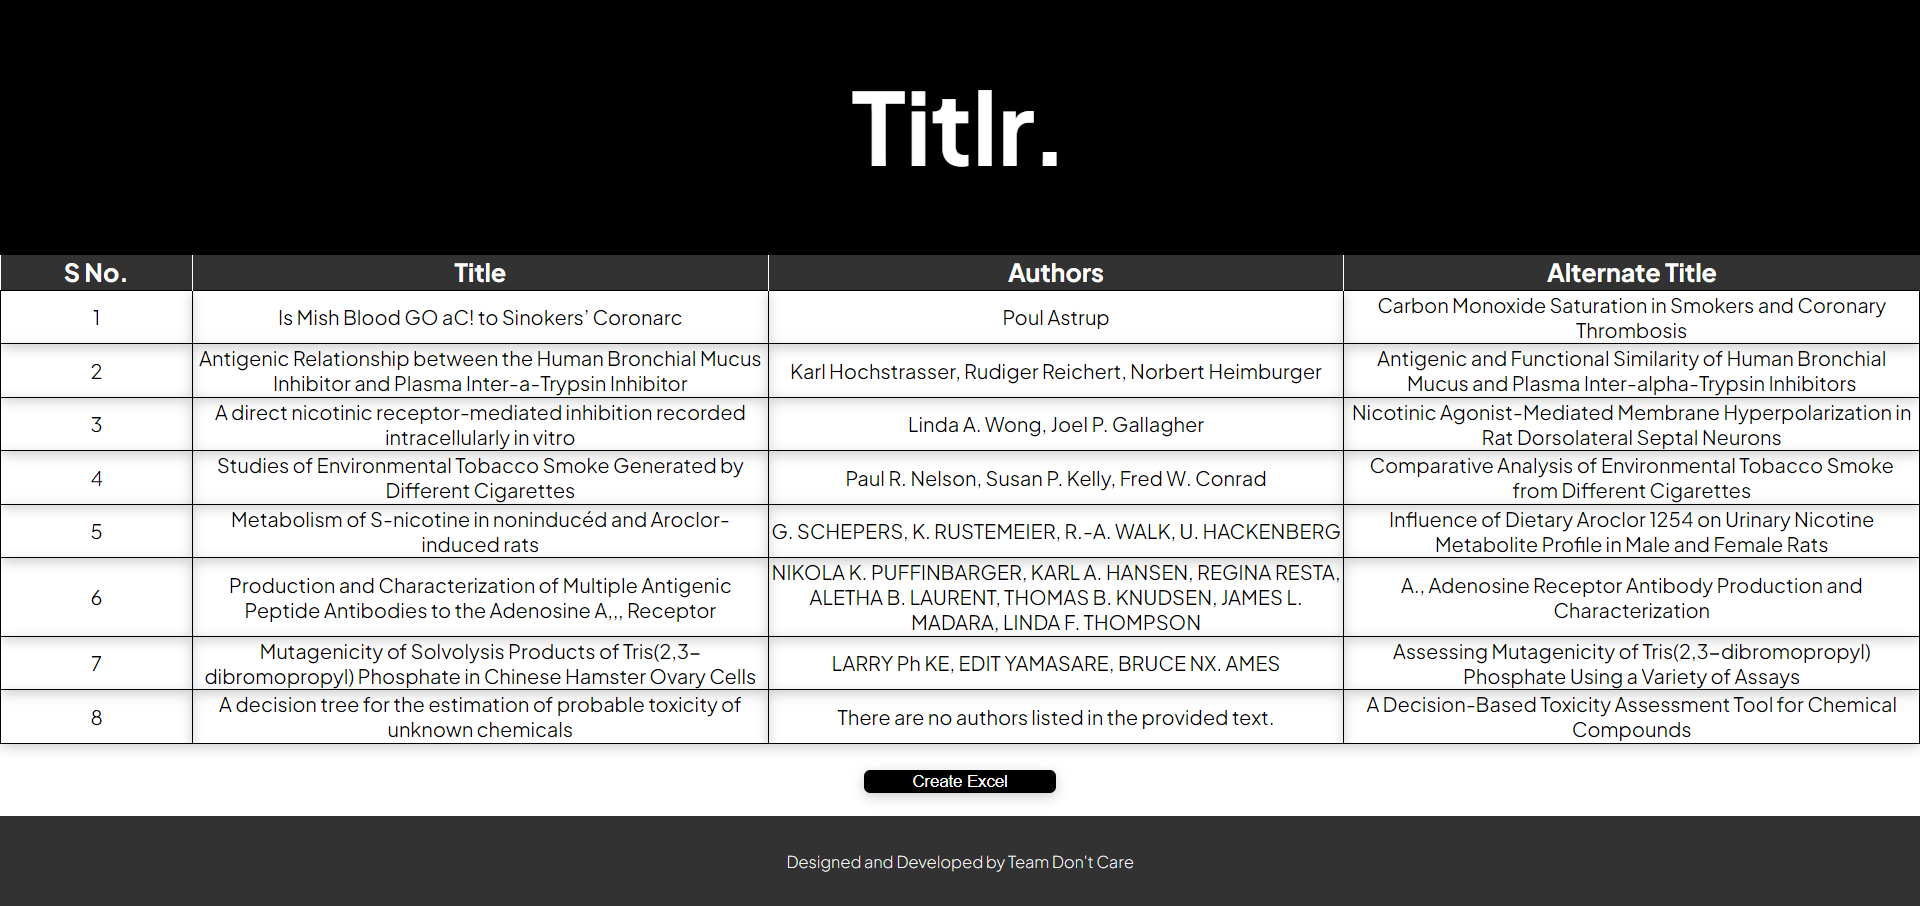 Titlr.
S No. Title Authors Alternate Title
1 Is Mish Blood GO aC! to Sinokers’ Coronarc Poul Astrup Carbon Monoxide Saturation in Smokers and Coronary
Thrombosis
2 Antigenic Relationship between the Human Bronchial Mucus
Inhibitor and Plasma Inter-a-Trypsin Inhibitor Karl Hochstrasser, Rudiger Reichert, Norbert Heimburger Antigenic and Functional Similarity of Human Bronchial
Mucus and Plasma Inter-alpha-Trypsin Inhibitors
3 A direct nicotinic receptor-mediated inhibition recorded
intracellularly in vitro Linda A. Wong, Joel P. Gallagher Nicotinic Agonist-Mediated Membrane Hyperpolarization in
Rat Dorsolateral Septal Neurons
4 Studies of Environmental Tobacco Smoke Generated by
Different Cigarettes Paul R. Nelson, Susan P. Kelly, Fred W. Conrad Comparative Analysis of Environmental Tobacco Smoke
from Different Cigarettes
5 Metabolism of S-nicotine in noninducéd and Aroclor-
induced rats G. SCHEPERS, K. RUSTEMEIER, R.-A. WALK, U. HACKENBERG Influence of Dietary Aroclor 1254 on Urinary Nicotine
Metabolite Profile in Male and Female Rats
6 Production and Characterization of Multiple Antigenic
Peptide Antibodies to the Adenosine A,,, Receptor NIKOLA K. PUFFINBARGER, KARL A. HANSEN, REGINA RESTA,
ALETHA B. LAURENT, THOMAS B. KNUDSEN, JAMES L.
MADARA, LINDA F. THOMPSON A., Adenosine Receptor Antibody Production and
Characterization
7 Mutagenicity of Solvolysis Products of Tris(2,3–
dibromopropyl) Phosphate in Chinese Hamster Ovary Cells LARRY Ph KE, EDIT YAMASARE, BRUCE NX. AMES Assessing Mutagenicity of Tris(2,3–dibromopropyl)
Phosphate Using a Variety of Assays
8 A decision tree for the estimation of probable toxicity of
unknown chemicals There are no authors listed in the provided text. A Decision-Based Toxicity Assessment Tool for Chemical
Compounds
Create Excel
Designed and Developed by Team Don't Care